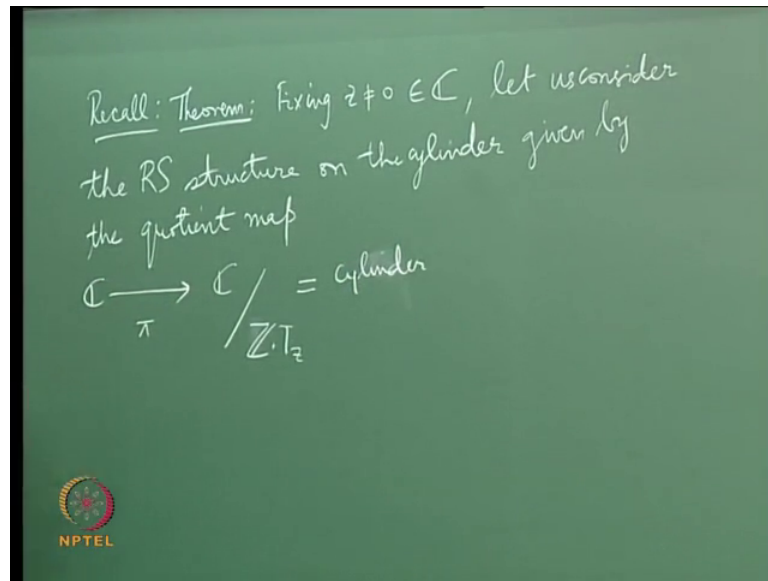 Recall: Theorem: Fixing z ≠ 0 ∈ ℂ, let us consider
the RS structure on the cylinder given by
the quotient map
ℂ ⟶ ℂ / ℤ·T_z = cylinder
π
NPTEL